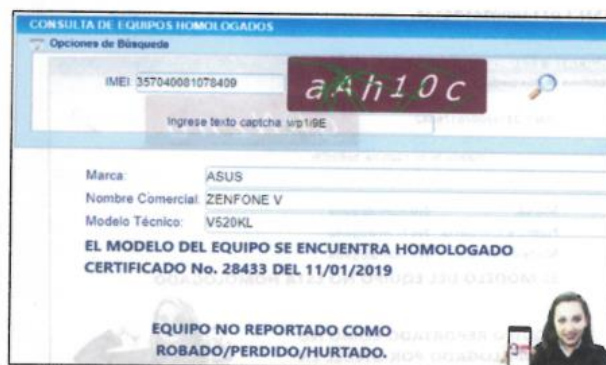 CONSULTA DE EQUIPOS HOMOLOGADOS
Opciones de Búsqueda
IMEI: 357040081078409
aAh10c
Ingrese texto captcha: wp1i9E
Marca: ASUS
Nombre Comercial: ZENFONE V
Modelo Técnico: V520KL
EL MODELO DEL EQUIPO SE ENCUENTRA HOMOLOGADO
CERTIFICADO No. 28433 DEL 11/01/2019
EQUIPO NO REPORTADO COMO
ROBADO/PERDIDO/HURTADO.